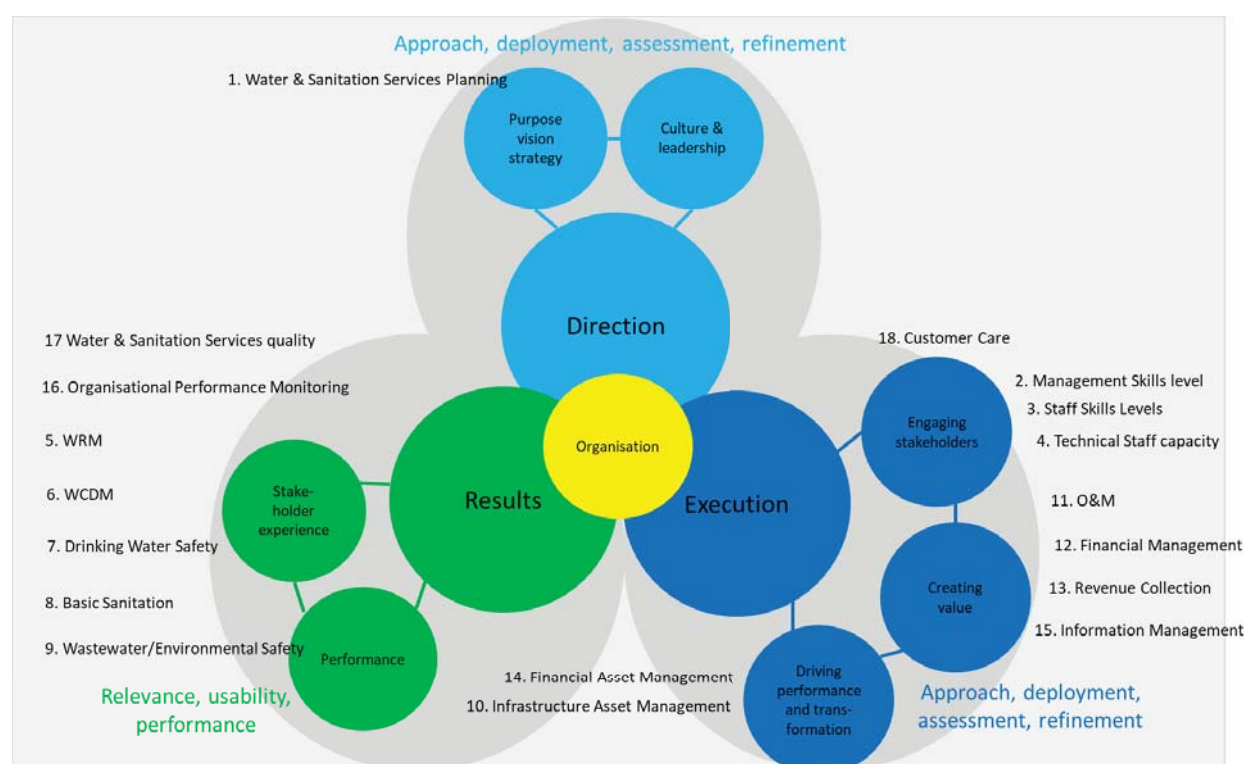 Approach, deployment, assessment, refinement
1. Water & Sanitation Services Planning
Purpose
vision
strategy
Culture &
leadership
Direction
17 Water & Sanitation Services quality
16. Organisational Performance Monitoring
5. WRM
6. WCDM
7. Drinking Water Safety
8. Basic Sanitation
9. Wastewater/Environmental Safety
Stake-
holder
experience
Results
Performance
Relevance, usability,
performance
Organisation
Execution
18. Customer Care
2. Management Skills level
3. Staff Skills Levels
4. Technical Staff capacity
Engaging
stakeholders
11. O&M
12. Financial Management
13. Revenue Collection
15. Information Management
Creating
value
14. Financial Asset Management
10. Infrastructure Asset Management
Driving
performance
and trans-
formation
Approach, deployment,
assessment, refinement